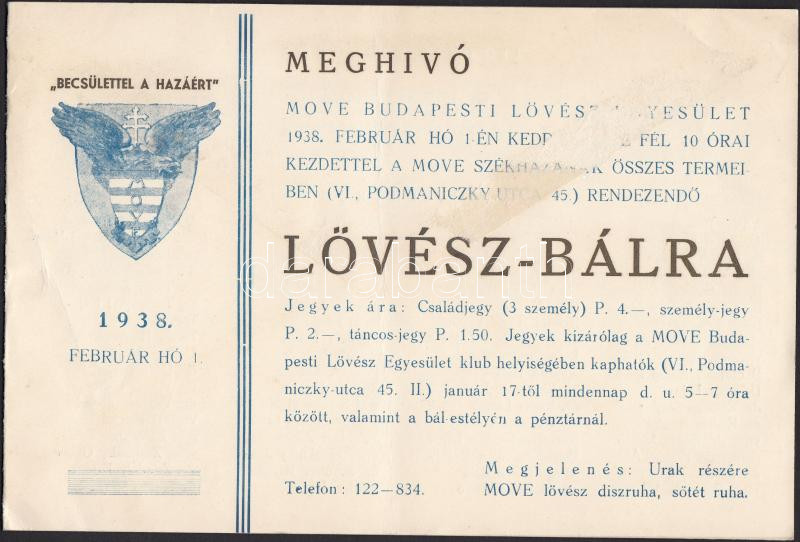 „BECSÜLETTEL A HAZÁÉRT"
MOVE
1938.
FEBRUÁR HÓ 1.
MEGHIVÓ
MOVE BUDAPESTI LÖVÉSZ EGYESÜLET
1938. FEBRUÁR HÓ 1-ÉN KEDD FÉL 10 ÓRAI
KEZDETTEL A MOVE SZÉKHÁZÁNAK ÖSSZES TERMEI-
BEN (VI., PODMANICZKY-UTCA 45.) RENDEZENDŐ
LÖVÉSZ-BÁLRA
Jegyek ára: Családjegy (3 személy) P. 4.—, személy-jegy
P. 2.—, táncos-jegy P. 1.50. Jegyek kizárólag a MOVE Buda-
pesti Lövész Egyesület klub helyiségében kaphatók (VI., Podma-
niczky-utca 45. II.) január 17-től mindennap d. u. 5—7 óra
között, valamint a bál-estélyén a pénztárnál.
Telefon: 122—834.
Megjelenés: Urak részére
MOVE lövész diszruha, sötét ruha.
darabanth